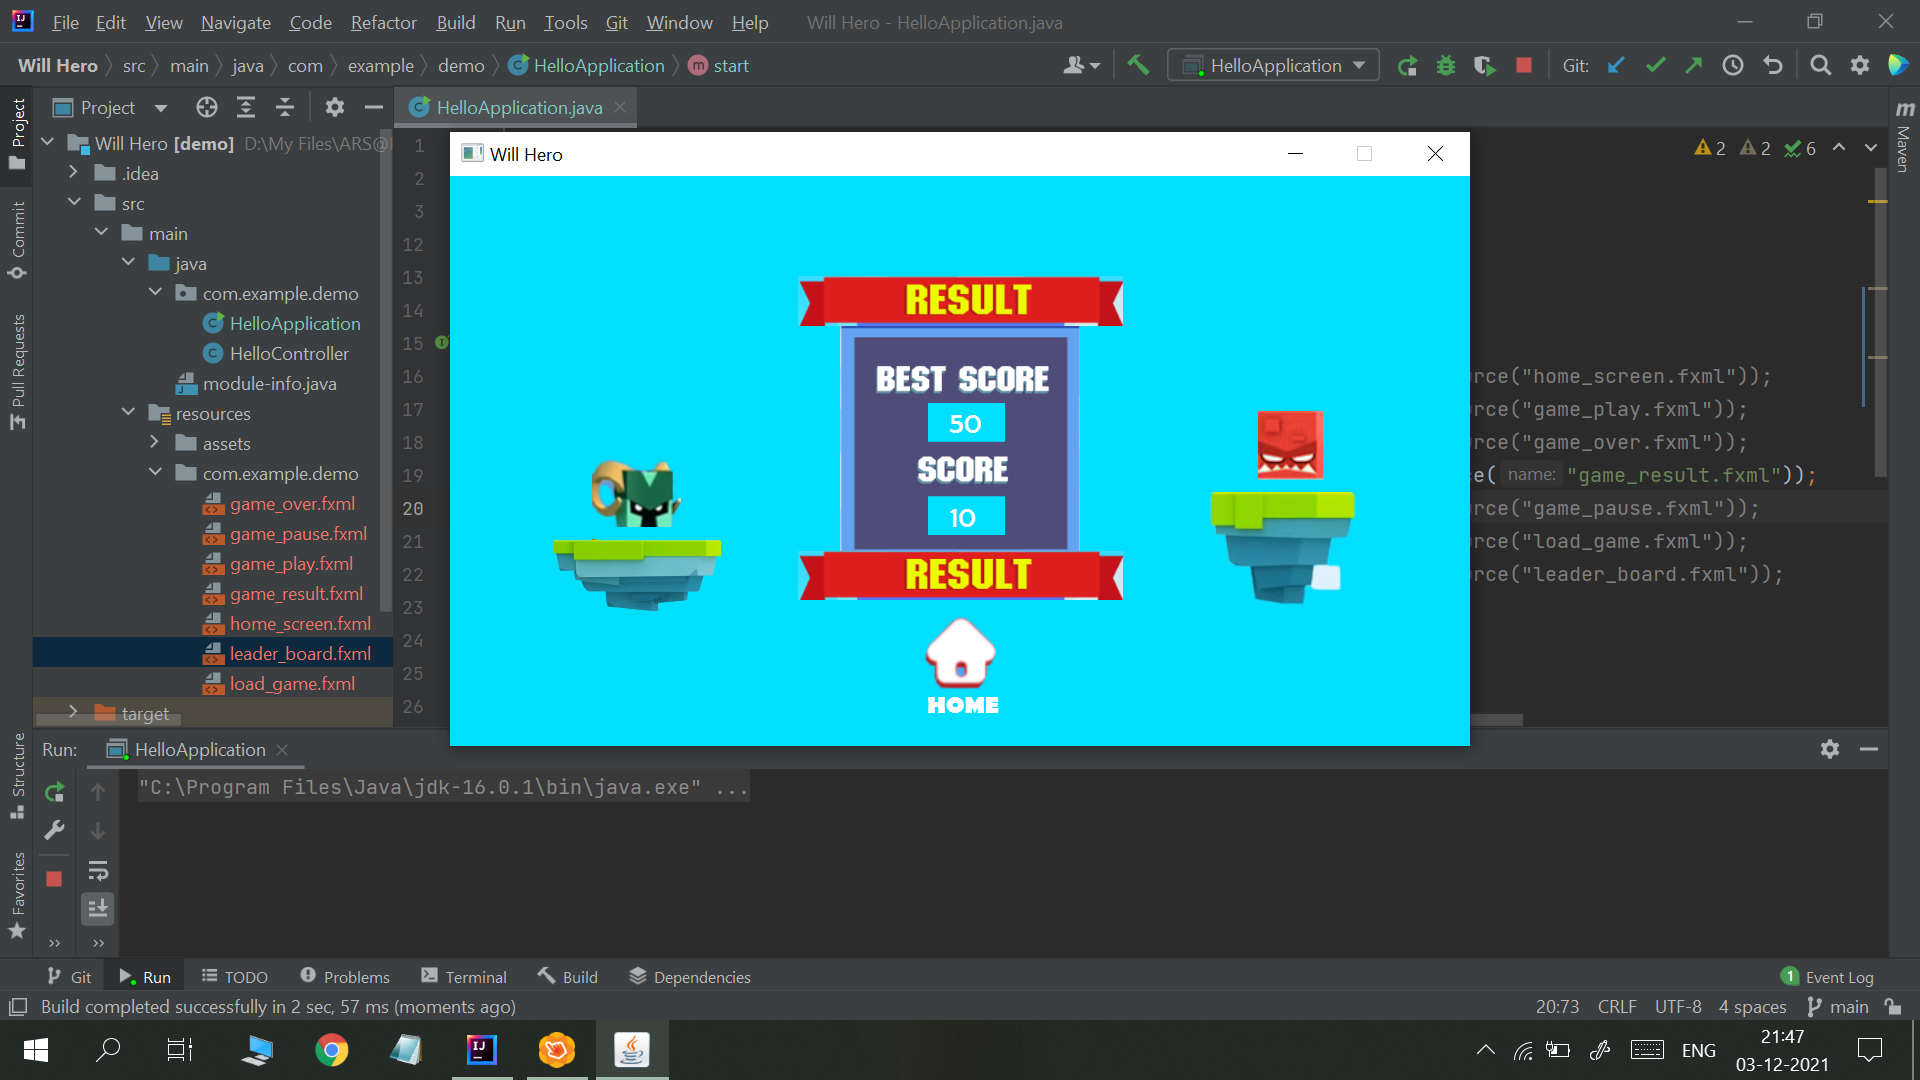 File Edit View Navigate Code Refactor Build Run Tools Git Window Help Will Hero - HelloApplication.java
Will Hero src main java com example demo HelloApplication m start HelloApplication Git:
Project HelloApplication.java
Will Hero [demo] D:\My Files\ARS@
.idea
src
main
java
com.example.demo
HelloApplication
HelloController
module-info.java
resources
assets
com.example.demo
game_over.fxml
game_pause.fxml
game_play.fxml
game_result.fxml
home_screen.fxml
leader_board.fxml
load_game.fxml
target
Project
Commit
Pull Requests
Structure
Favorites
m
Maven
1
2
3
12
13
14
15
16
17
18
19
20
21
22
23
24
25
26
2 2 6
Will Hero
RESULT
BEST SCORE
50
SCORE
10
RESULT
HOME
rce("home_screen.fxml"));
rce("game_play.fxml"));
rce("game_over.fxml"));
e( name: "game_result.fxml"));
rce("game_pause.fxml"));
rce("load_game.fxml"));
rce("leader_board.fxml"));
Run: HelloApplication
"C:\Program Files\Java\jdk-16.0.1\bin\java.exe" ...
Git Run TODO Problems Terminal Build Dependencies 1 Event Log
Build completed successfully in 2 sec, 57 ms (moments ago) 20:73 CRLF UTF-8 4 spaces main
ENG
21:47
03-12-2021